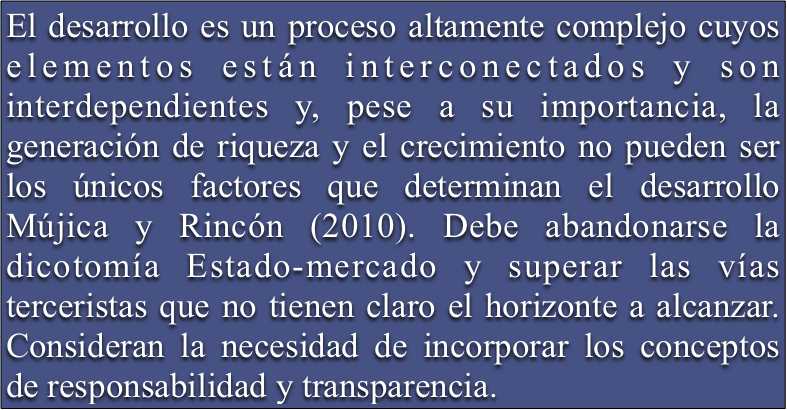 El desarrollo es un proceso altamente complejo cuyos
elementos están interconectados y son
interdependientes y, pese a su importancia, la
generación de riqueza y el crecimiento no pueden ser
los únicos factores que determinan el desarrollo
Mújica y Rincón (2010). Debe abandonarse la
dicotomía Estado-mercado y superar las vías
terceristas que no tienen claro el horizonte a alcanzar.
Consideran la necesidad de incorporar los conceptos
de responsabilidad y transparencia.